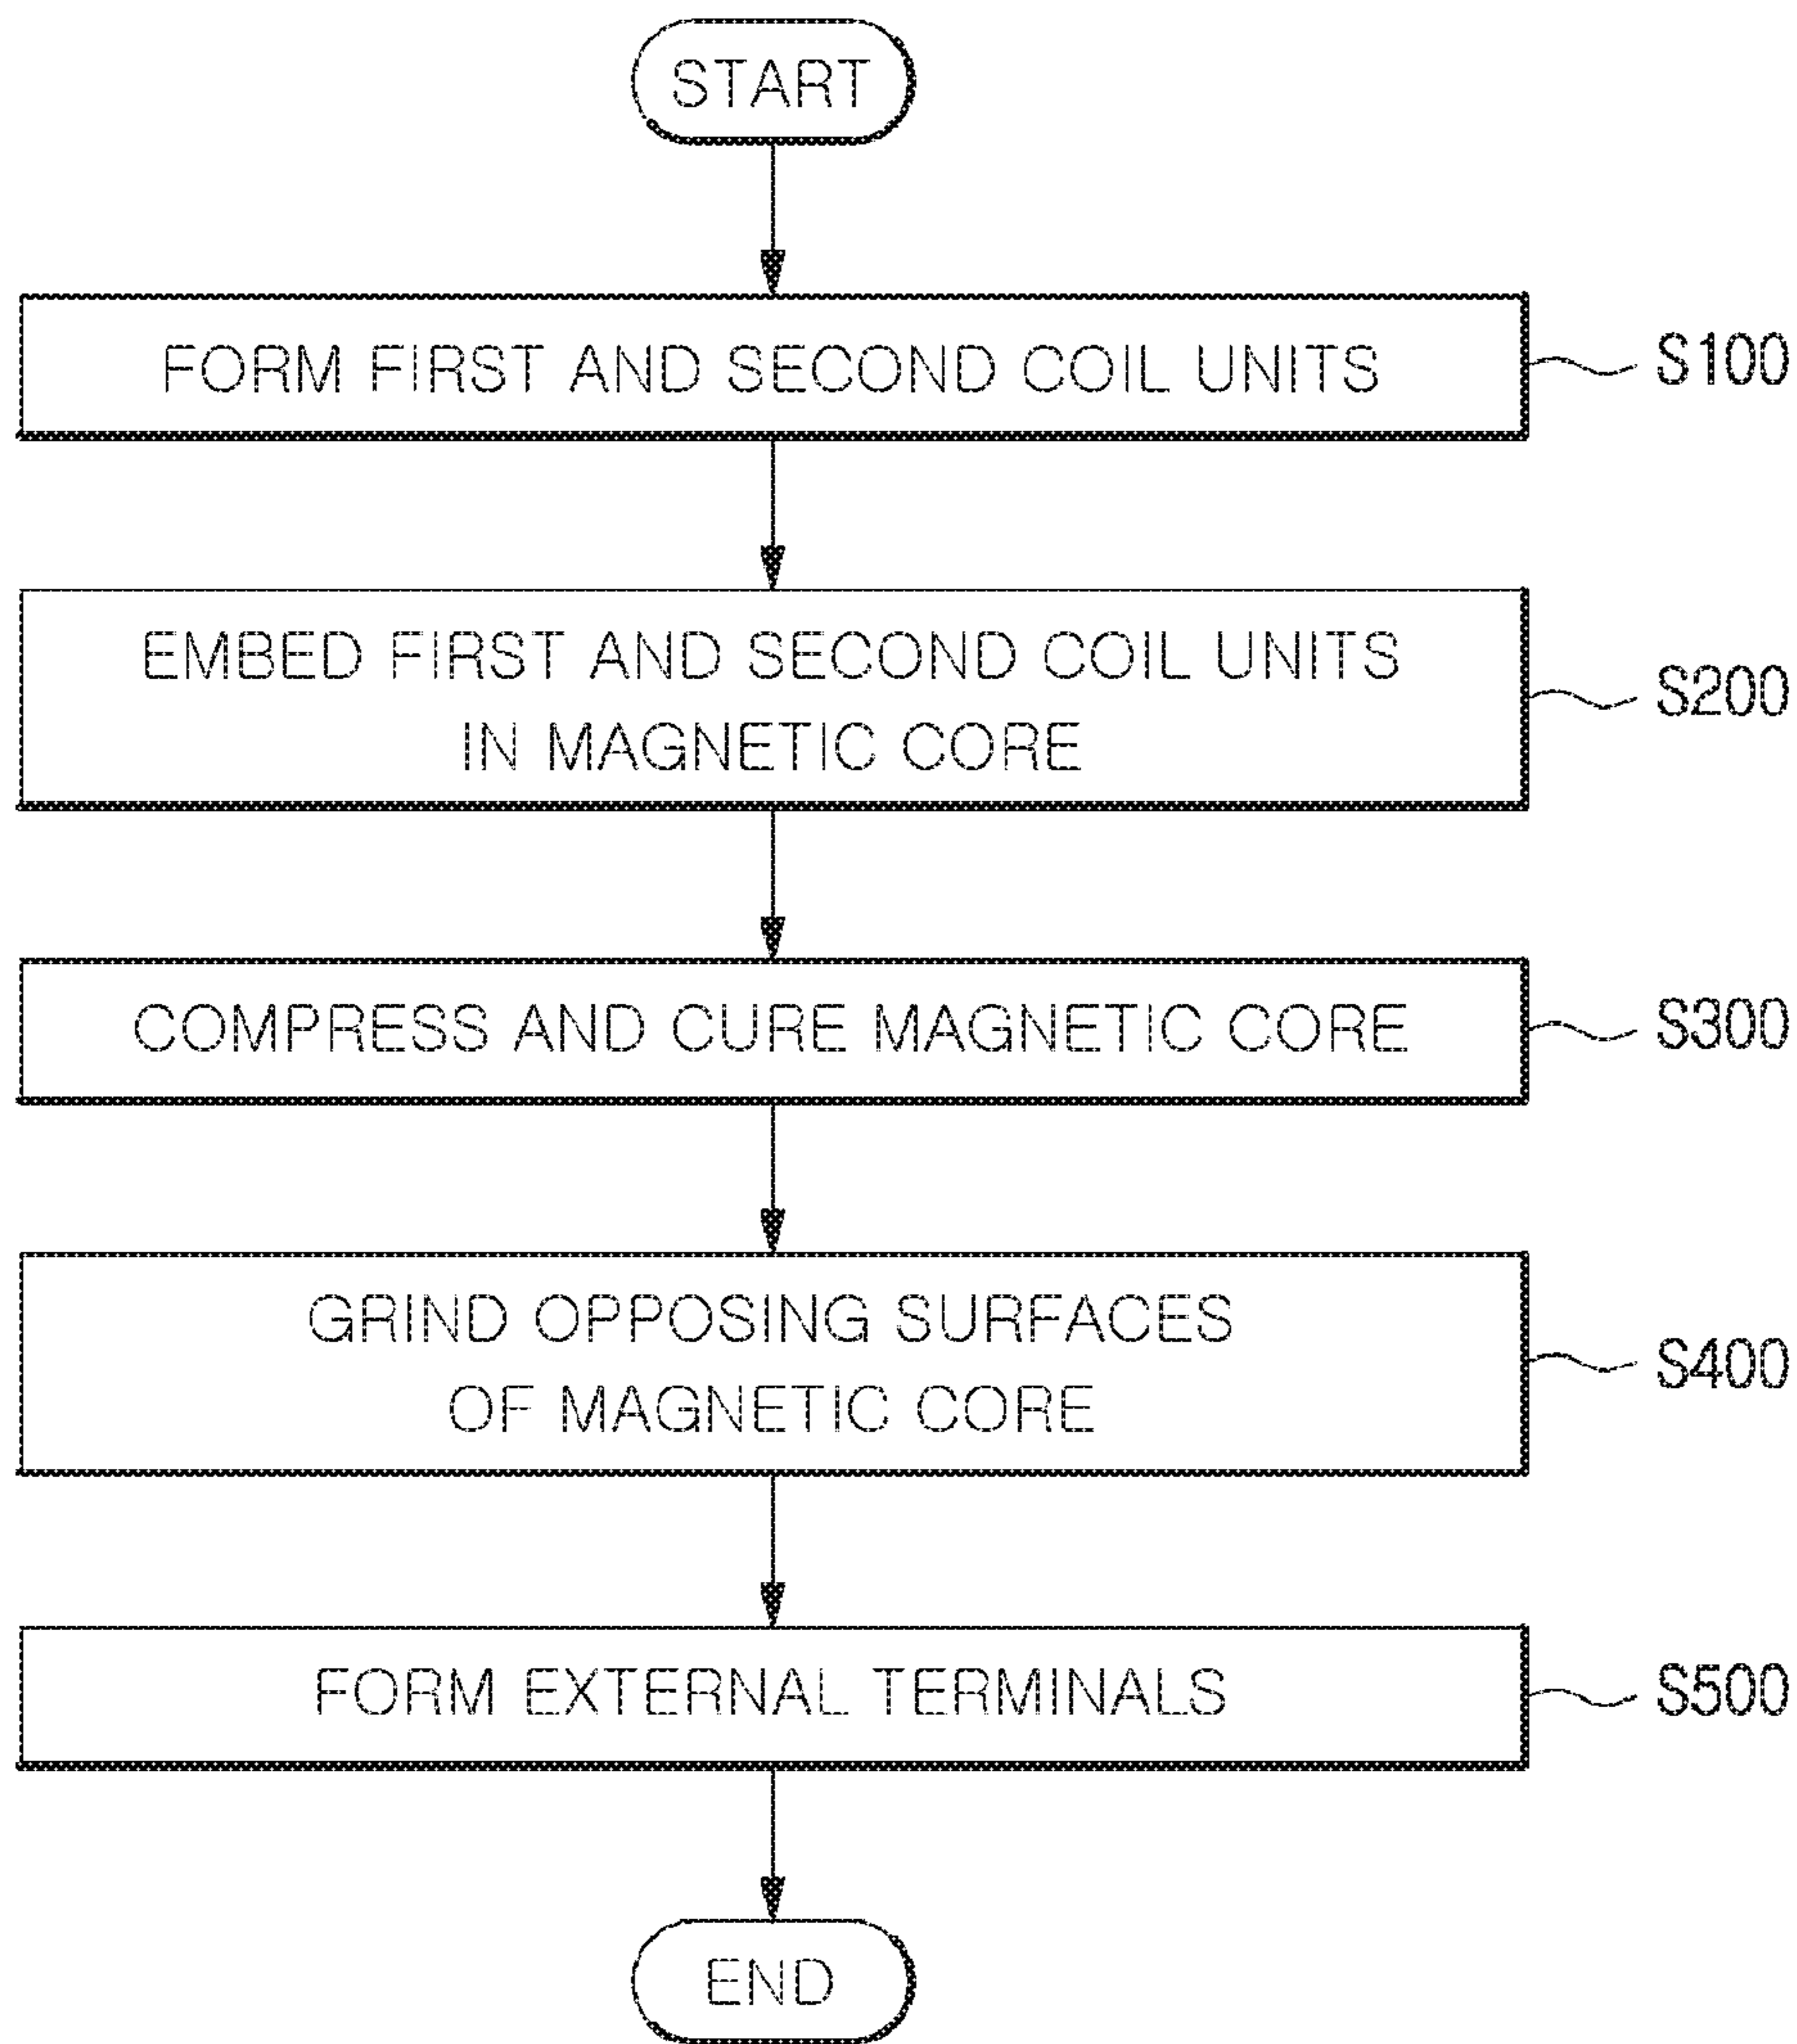 START
FORM FIRST AND SECOND COIL UNITS
S100
EMBED FIRST AND SECOND COIL UNITS
IN MAGNETIC CORE
S200
COMPRESS AND CURE MAGNETIC CORE
S300
GRIND OPPOSING SURFACES
OF MAGNETIC CORE
S400
FORM EXTERNAL TERMINALS
S500
END